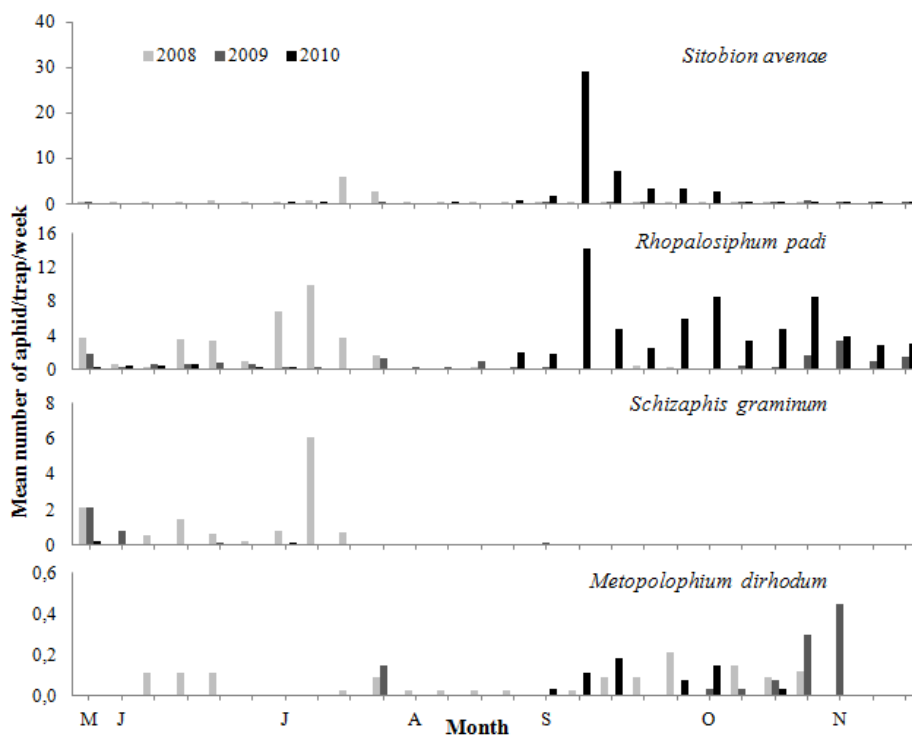 40
2008 2009 2010
Sitobion avenae
30
20
10
0
16
Rhopalosiphum padi
12
8
4
0
Mean number of aphid/trap/week
8
Schizaphis graminum
6
4
2
0
0,6
Metopolophium dirhodum
0,4
0,2
0,0
M J J A S O N
Month